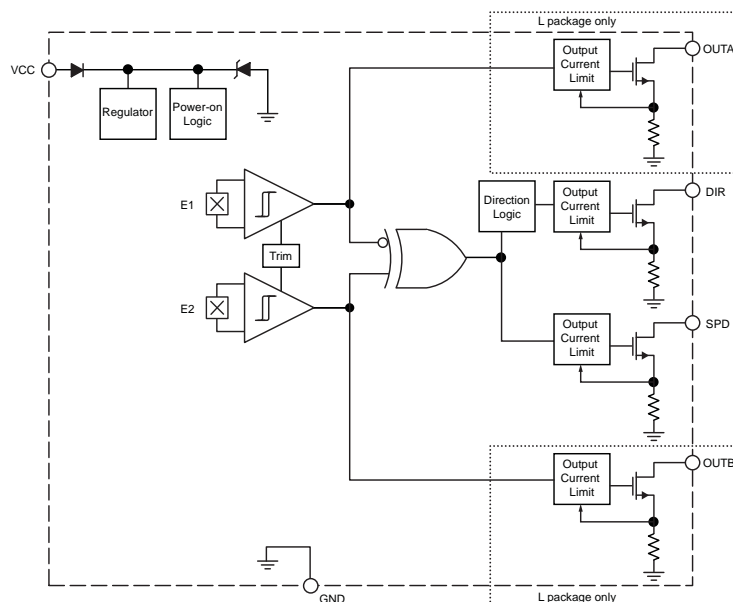 L package only
VCC
Regulator
Power-on
Logic
Output
Current
Limit
OUTA
E1
Trim
E2
Direction
Logic
Output
Current
Limit
DIR
Output
Current
Limit
SPD
Output
Current
Limit
OUTB
GND
L package only